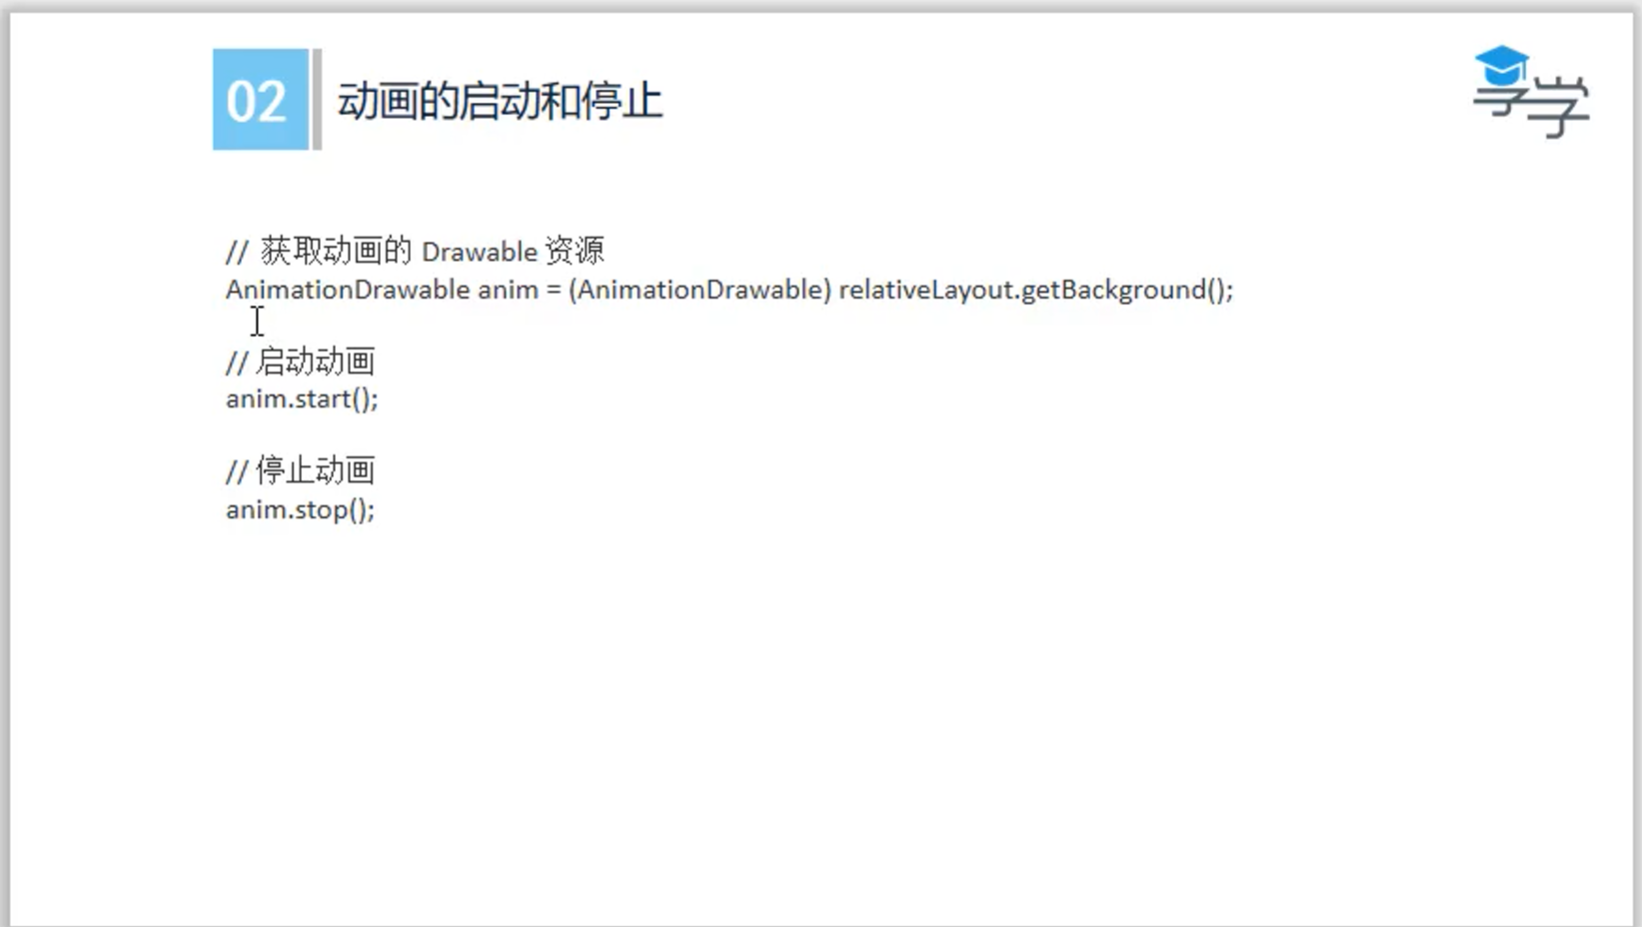 02
动画的启动和停止
享学
// 获取动画的 Drawable 资源
AnimationDrawable anim = (AnimationDrawable) relativeLayout.getBackground();
// 启动动画
anim.start();
// 停止动画
anim.stop();